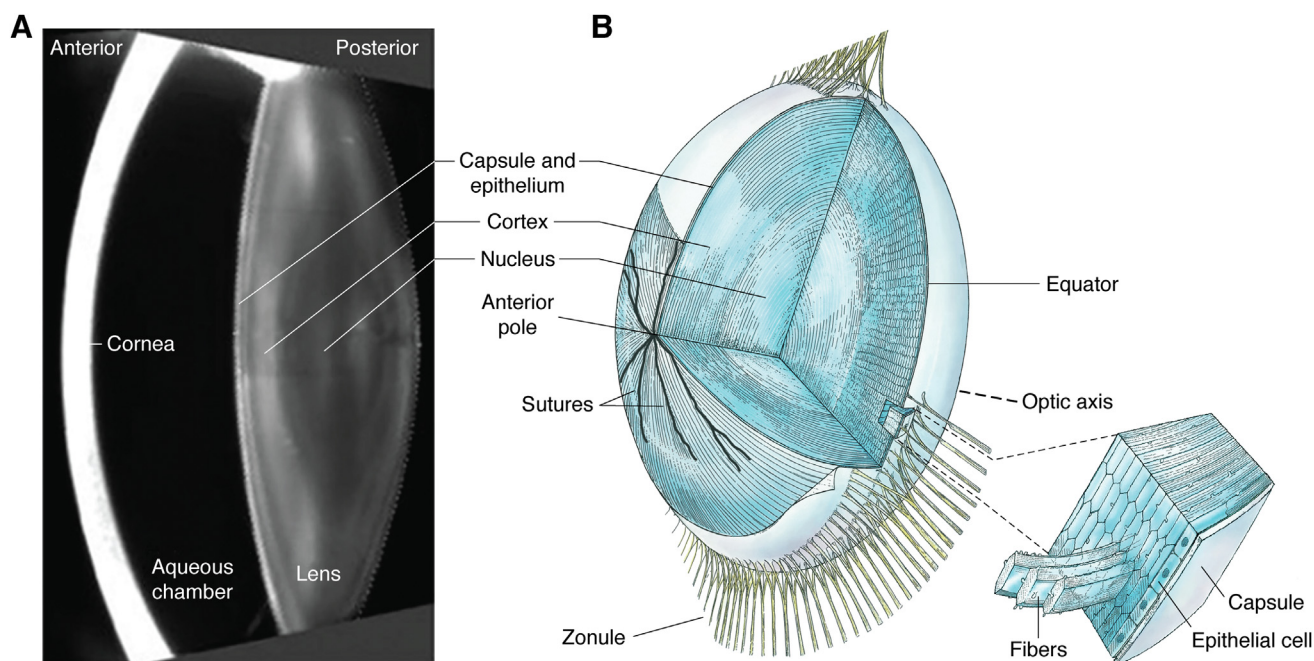 A
B
Anterior
Posterior
Capsule and
epithelium
Cortex
Nucleus
Anterior
pole
Cornea
Equator
Sutures
Optic axis
Aqueous
chamber
Lens
Zonule
Fibers
Capsule
Epithelial cell